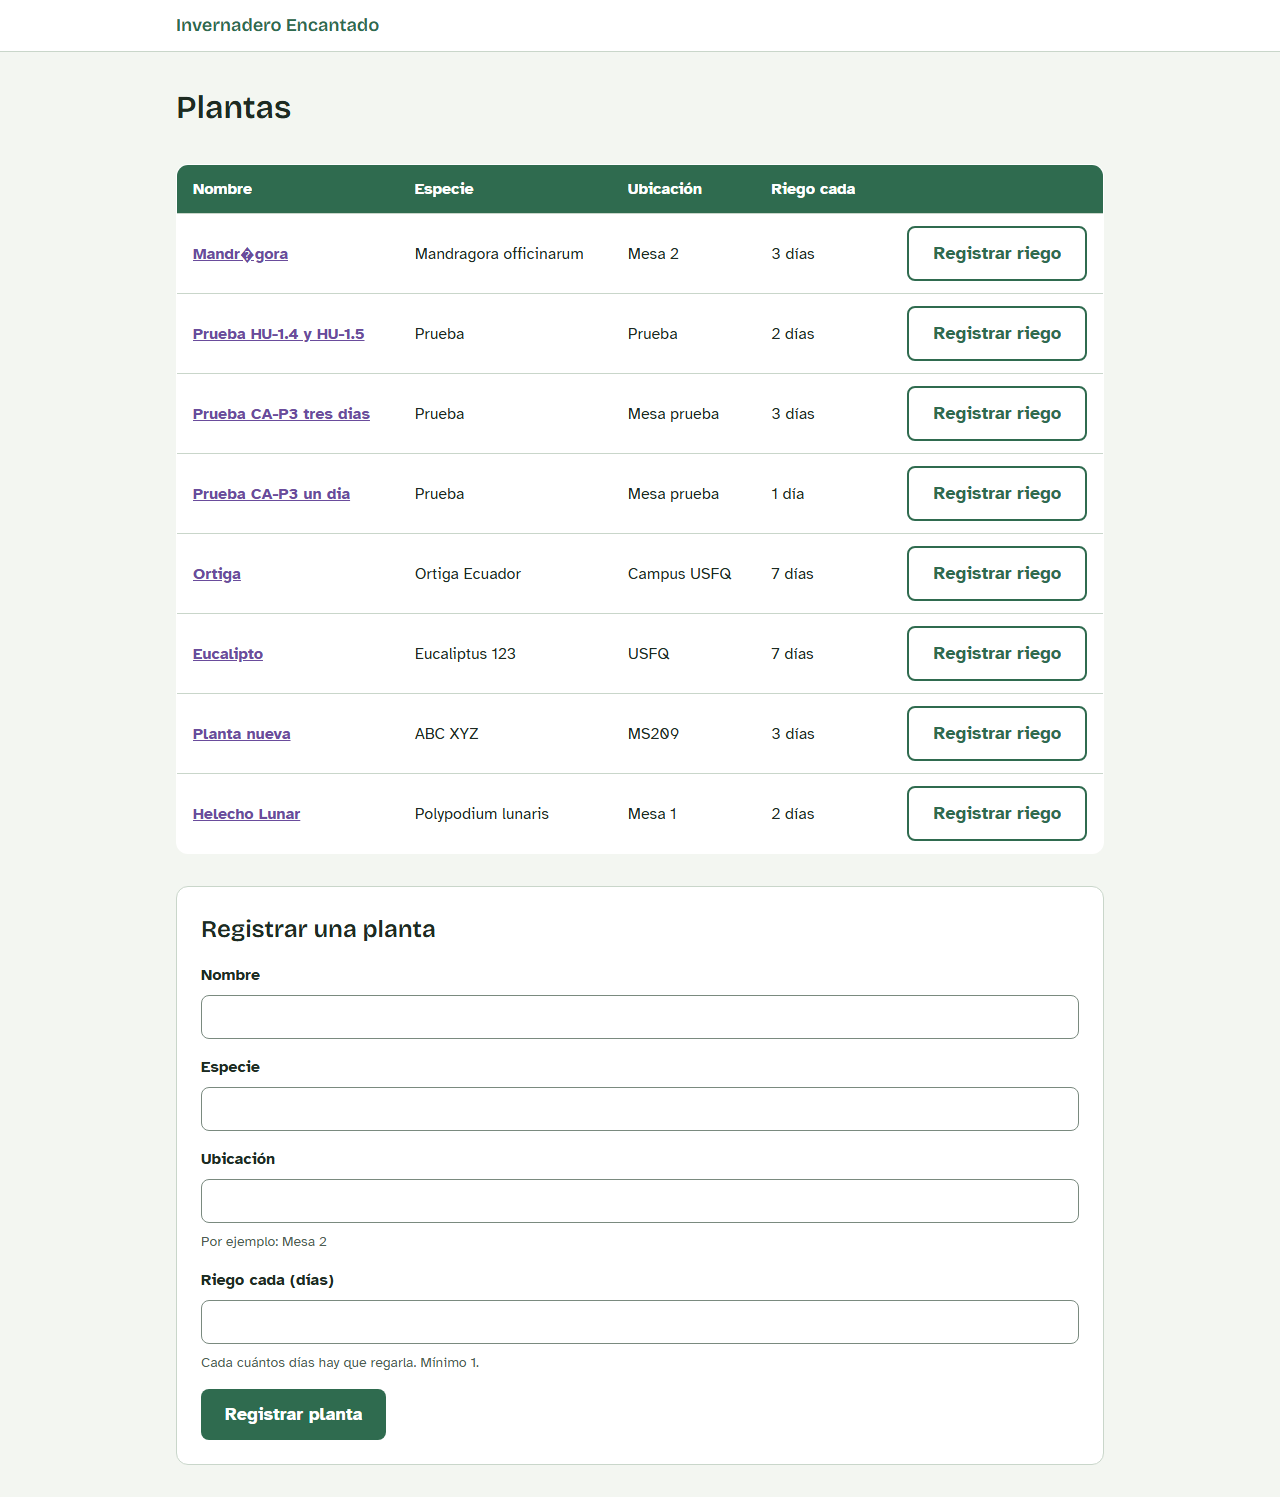 Invernadero Encantado
Plantas
Nombre Especie Ubicación Riego cada
Mandr�gora Mandragora officinarum Mesa 2 3 días Registrar riego
Prueba HU-1.4 y HU-1.5 Prueba Prueba 2 días Registrar riego
Prueba CA-P3 tres dias Prueba Mesa prueba 3 días Registrar riego
Prueba CA-P3 un dia Prueba Mesa prueba 1 día Registrar riego
Ortiga Ortiga Ecuador Campus USFQ 7 días Registrar riego
Eucalipto Eucaliptus 123 USFQ 7 días Registrar riego
Planta nueva ABC XYZ MS209 3 días Registrar riego
Helecho Lunar Polypodium lunaris Mesa 1 2 días Registrar riego
Registrar una planta
Nombre
Especie
Ubicación
Por ejemplo: Mesa 2
Riego cada (días)
Cada cuántos días hay que regarla. Mínimo 1.
Registrar planta